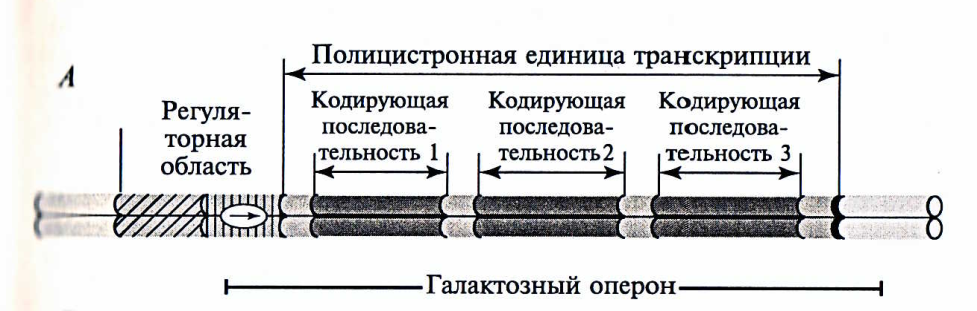 Полицистронная единица транскрипции
А
Регуля-
торная
область
Кодирующая
последова-
тельность 1
Кодирующая
последова-
тельность 2
Кодирующая
последова-
тельность 3
Галактозный оперон